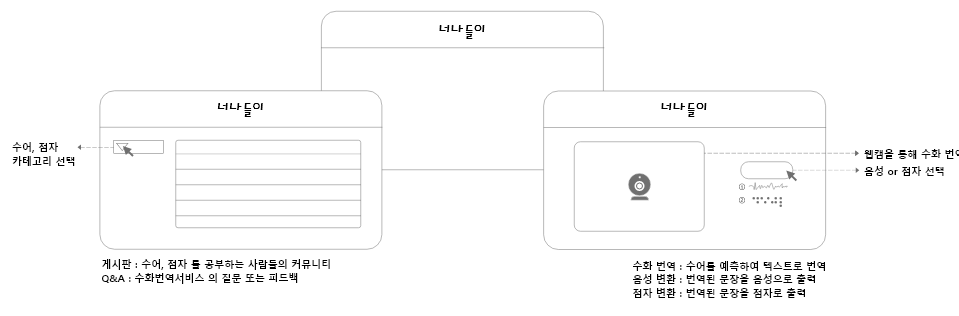 너나들이
너나들이
너나들이
수어, 점자
카테고리 선택
웹캠을 통해 수화 번역
음성 or 점자 선택
①
②
게시판 : 수어, 점자 를 공부하는 사람들의 커뮤니티
Q&A : 수화번역서비스 의 질문 또는 피드백
수화 번역 : 수어를 예측하여 텍스트로 번역
음성 변환 : 번역된 문장을 음성으로 출력
점자 변환 : 번역된 문장을 점자로 출력